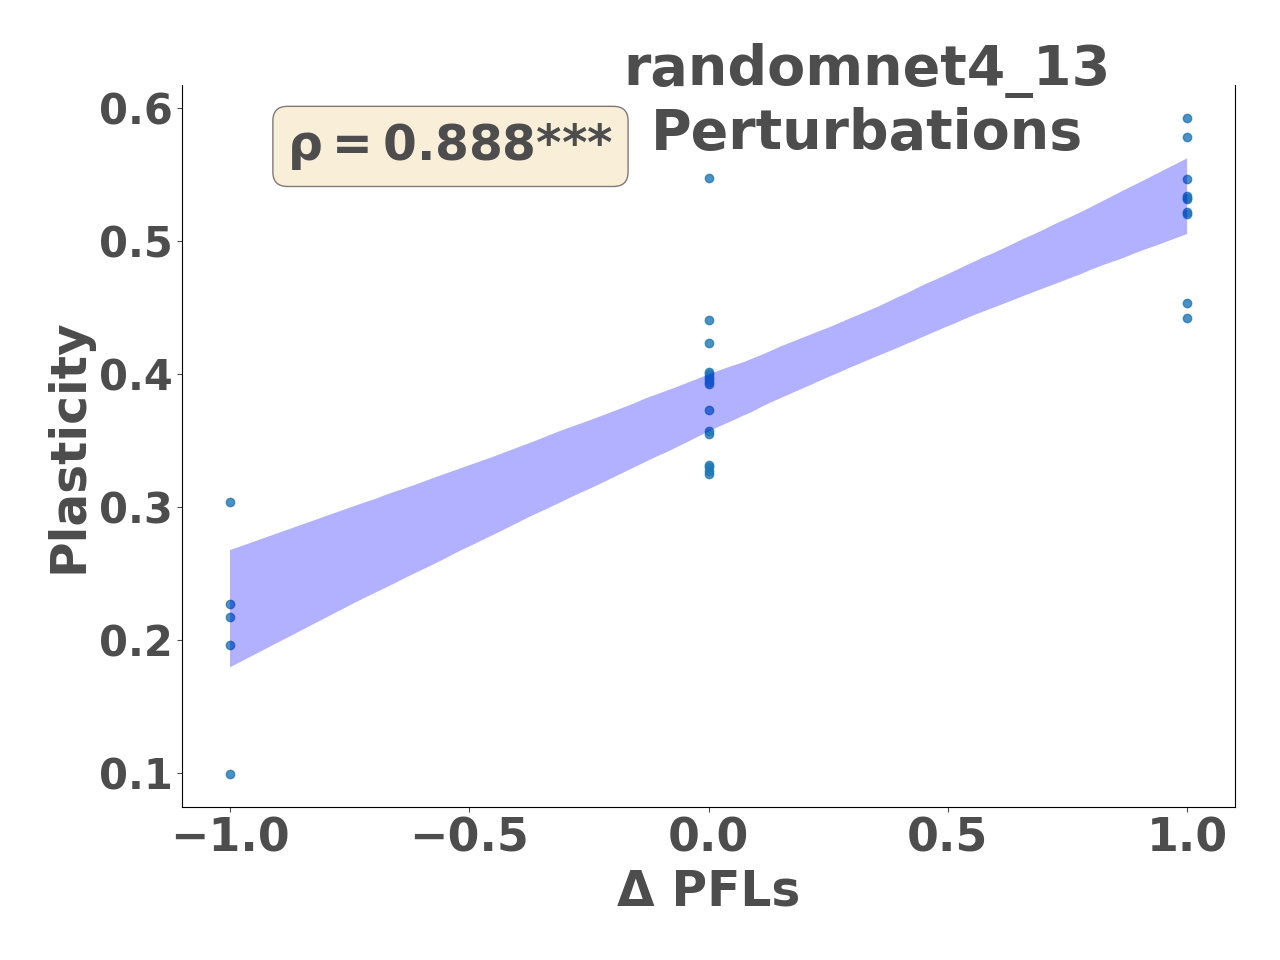 randomnet4_13
Perturbations
ρ = 0.888***
0.6
0.5
0.4
0.3
0.2
0.1
Plasticity
−1.0 −0.5 0.0 0.5 1.0
Δ PFLs